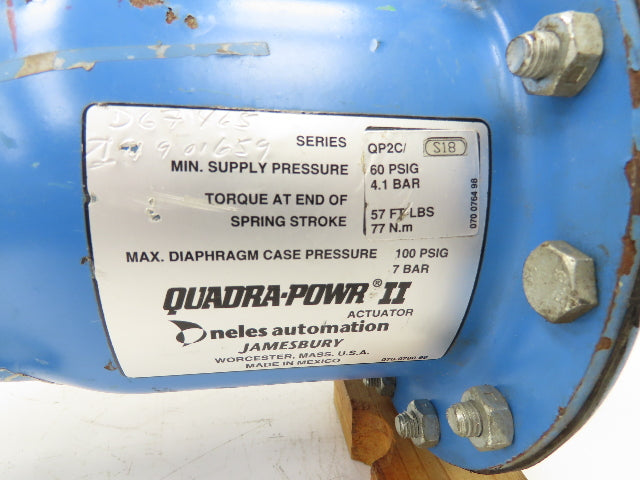 D671465
SERIES QP2C/ S18
MIN. SUPPLY PRESSURE 60 PSIG
4.1 BAR
TORQUE AT END OF
SPRING STROKE 57 FT-LBS
77 N.m
070 0764 98
MAX. DIAPHRAGM CASE PRESSURE 100 PSIG
7 BAR
QUADRA-POWR® II
ACTUATOR
neles automation
JAMESBURY
WORCESTER, MASS. U.S.A.
MADE IN MEXICO